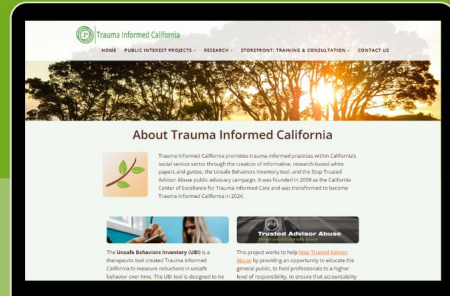 Trauma Informed California
HOME PUBLIC INTEREST PROJECTS RESEARCH STOREFRONT: TRAINING & CONSULTATION CONTACT US
About Trauma Informed California
Trauma Informed California promotes trauma-informed practices within California's
social service sector through the creation of informative, research-based white
papers and guides, the Unsafe Behaviors Inventory tool, and the Stop Trusted
Advisor Abuse public advocacy campaign. It was founded in 2009 as the California
Center of Excellence for Trauma Informed Care and was transformed to become
Trauma Informed California in 2024.
Trusted Advisor Abuse
The Unsafe Behaviors Inventory (UBI) is a
therapeutic tool created Trauma Informed
California to measure reductions in unsafe
behavior over time. The UBI tool is designed to be
This project works to help Stop Trusted Advisor
Abuse by providing an opportunity to educate the
general public, to hold professionals to a higher
level of responsibility, to ensure that accountability